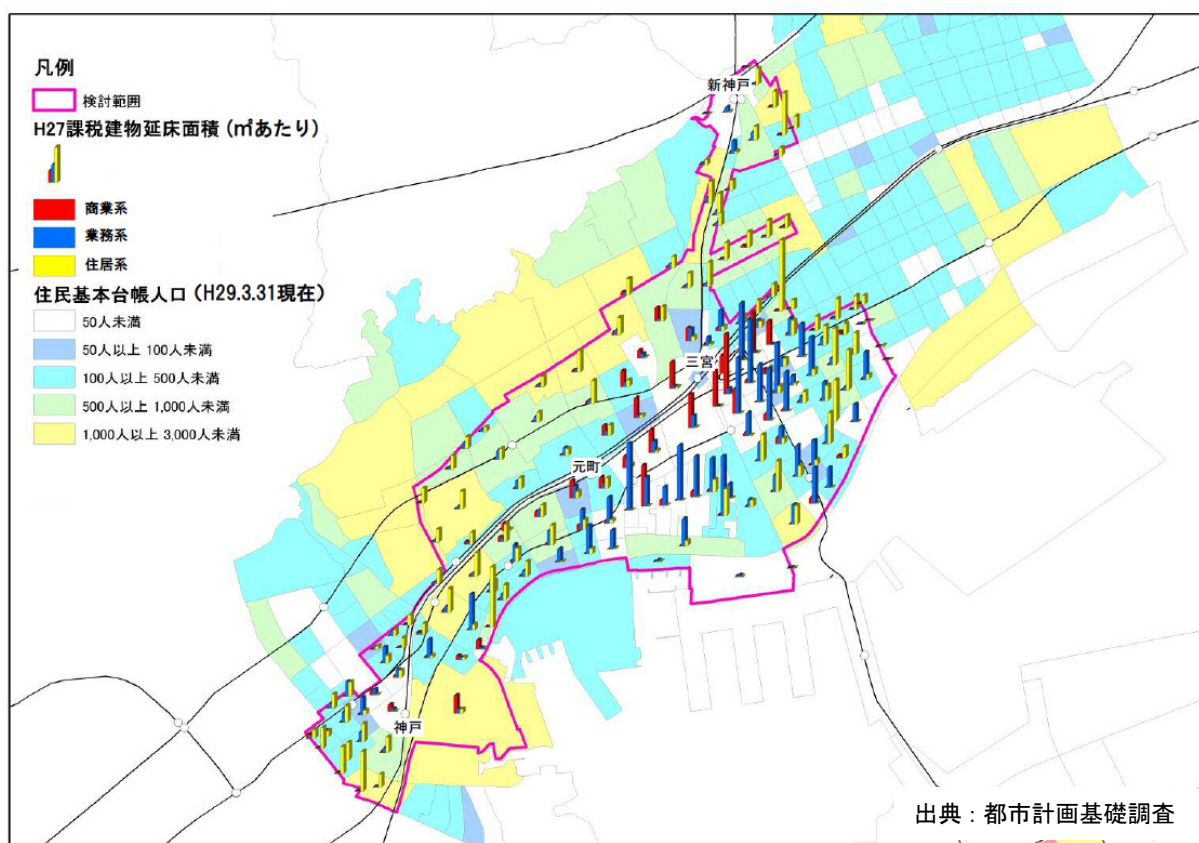 凡例
検討範囲
H27課税建物延床面積 (㎡あたり)
商業系
業務系
住居系
住民基本台帳人口 (H29.3.31現在)
50人未満
50人以上 100人未満
100人以上 500人未満
500人以上 1,000人未満
1,000人以上 3,000人未満
新神戸
三宮
元町
神戸
出典：都市計画基礎調査